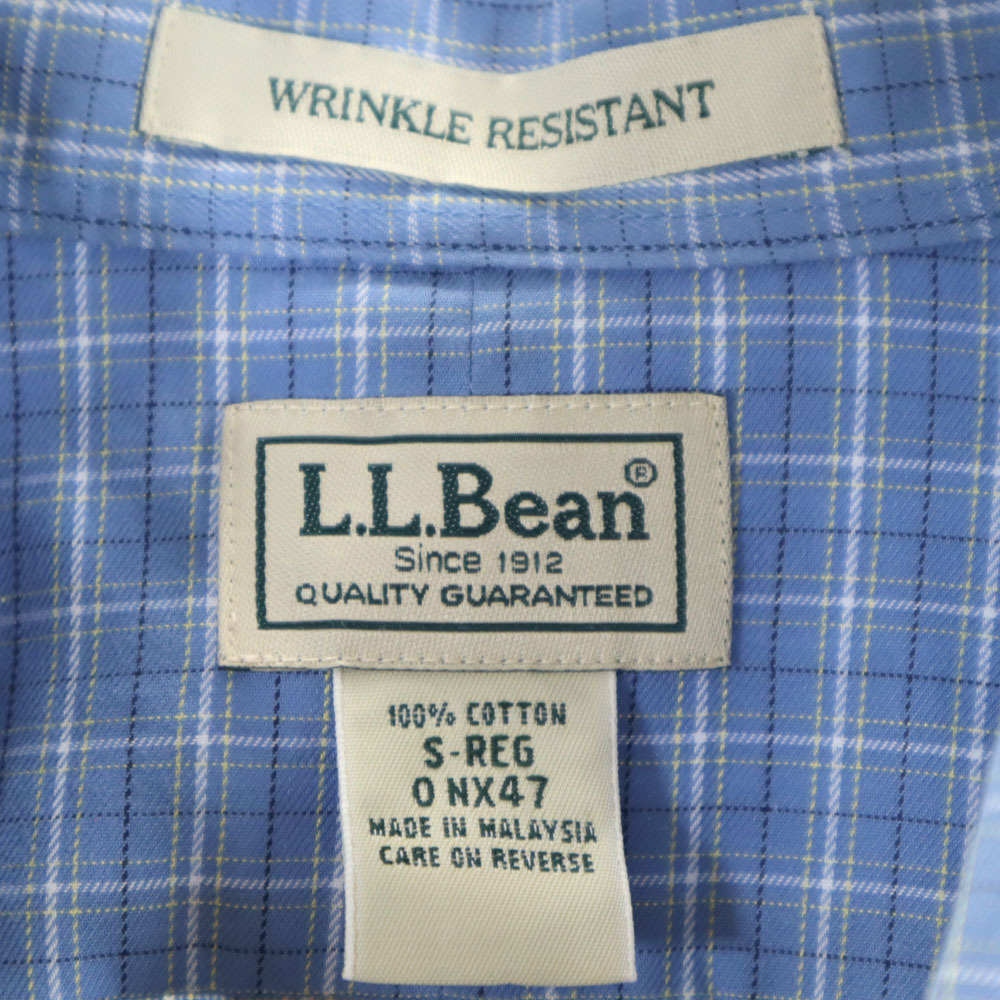 WRINKLE RESISTANT
L.L.Bean®
Since 1912
QUALITY GUARANTEED
100% COTTON
S-REG
0 NX47
MADE IN MALAYSIA
CARE ON REVERSE